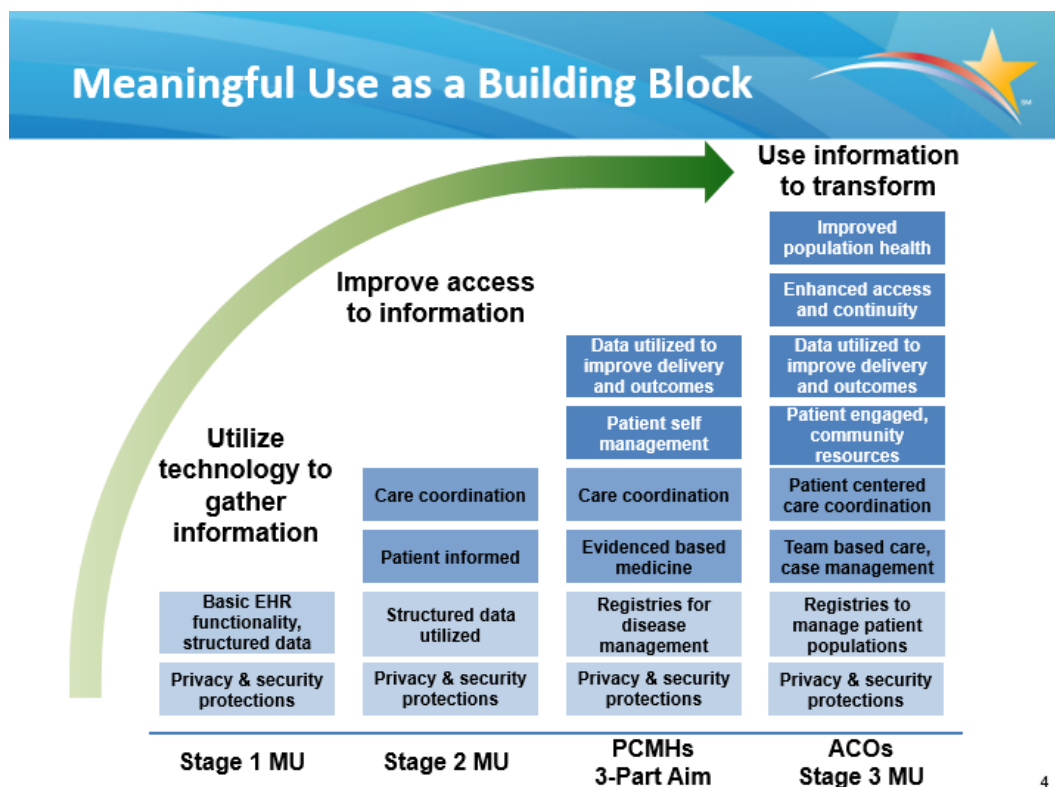 Meaningful Use as a Building Block
SM
Use information
to transform
Improve access
to information
Utilize
technology to
gather
information
Basic EHR
functionality,
structured data
Privacy & security
protections
Stage 1 MU
Care coordination
Patient informed
Structured data
utilized
Privacy & security
protections
Stage 2 MU
Data utilized to
improve delivery
and outcomes
Patient self
management
Care coordination
Evidenced based
medicine
Registries for
disease
management
Privacy & security
protections
PCMHs
3-Part Aim
Improved
population health
Enhanced access
and continuity
Data utilized to
improve delivery
and outcomes
Patient engaged,
community
resources
Patient centered
care coordination
Team based care,
case management
Registries to
manage patient
populations
Privacy & security
protections
ACOs
Stage 3 MU
4